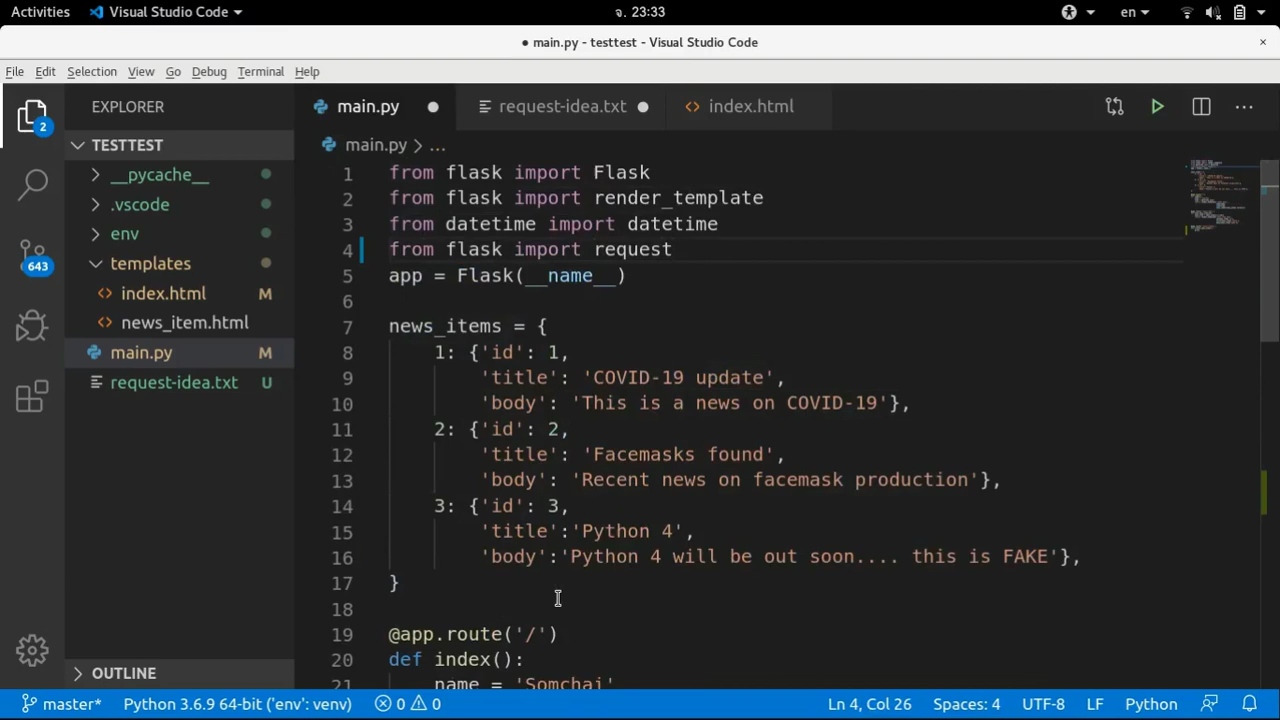 Activities Visual Studio Code จ. 23:33 en
● main.py - testtest - Visual Studio Code ×
File Edit Selection View Go Debug Terminal Help
EXPLORER main.py ● request-idea.txt ● index.html ...
TESTTEST main.py > ...
__pycache__
.vscode
env
templates
index.html M
news_item.html
main.py M
request-idea.txt U
OUTLINE
2
643
1 from flask import Flask
2 from flask import render_template
3 from datetime import datetime
4 from flask import request
5 app = Flask(__name__)
6
7 news_items = {
8 1: {'id': 1,
9 'title': 'COVID-19 update',
10 'body': 'This is a news on COVID-19'},
11 2: {'id': 2,
12 'title': 'Facemasks found',
13 'body': 'Recent news on facemask production'},
14 3: {'id': 3,
15 'title':'Python 4',
16 'body':'Python 4 will be out soon.... this is FAKE'},
17 }
18
19 @app.route('/')
20 def index():
21 name = 'Somchai'
master* Python 3.6.9 64-bit ('env': venv) 0 0 Ln 4, Col 26 Spaces: 4 UTF-8 LF Python